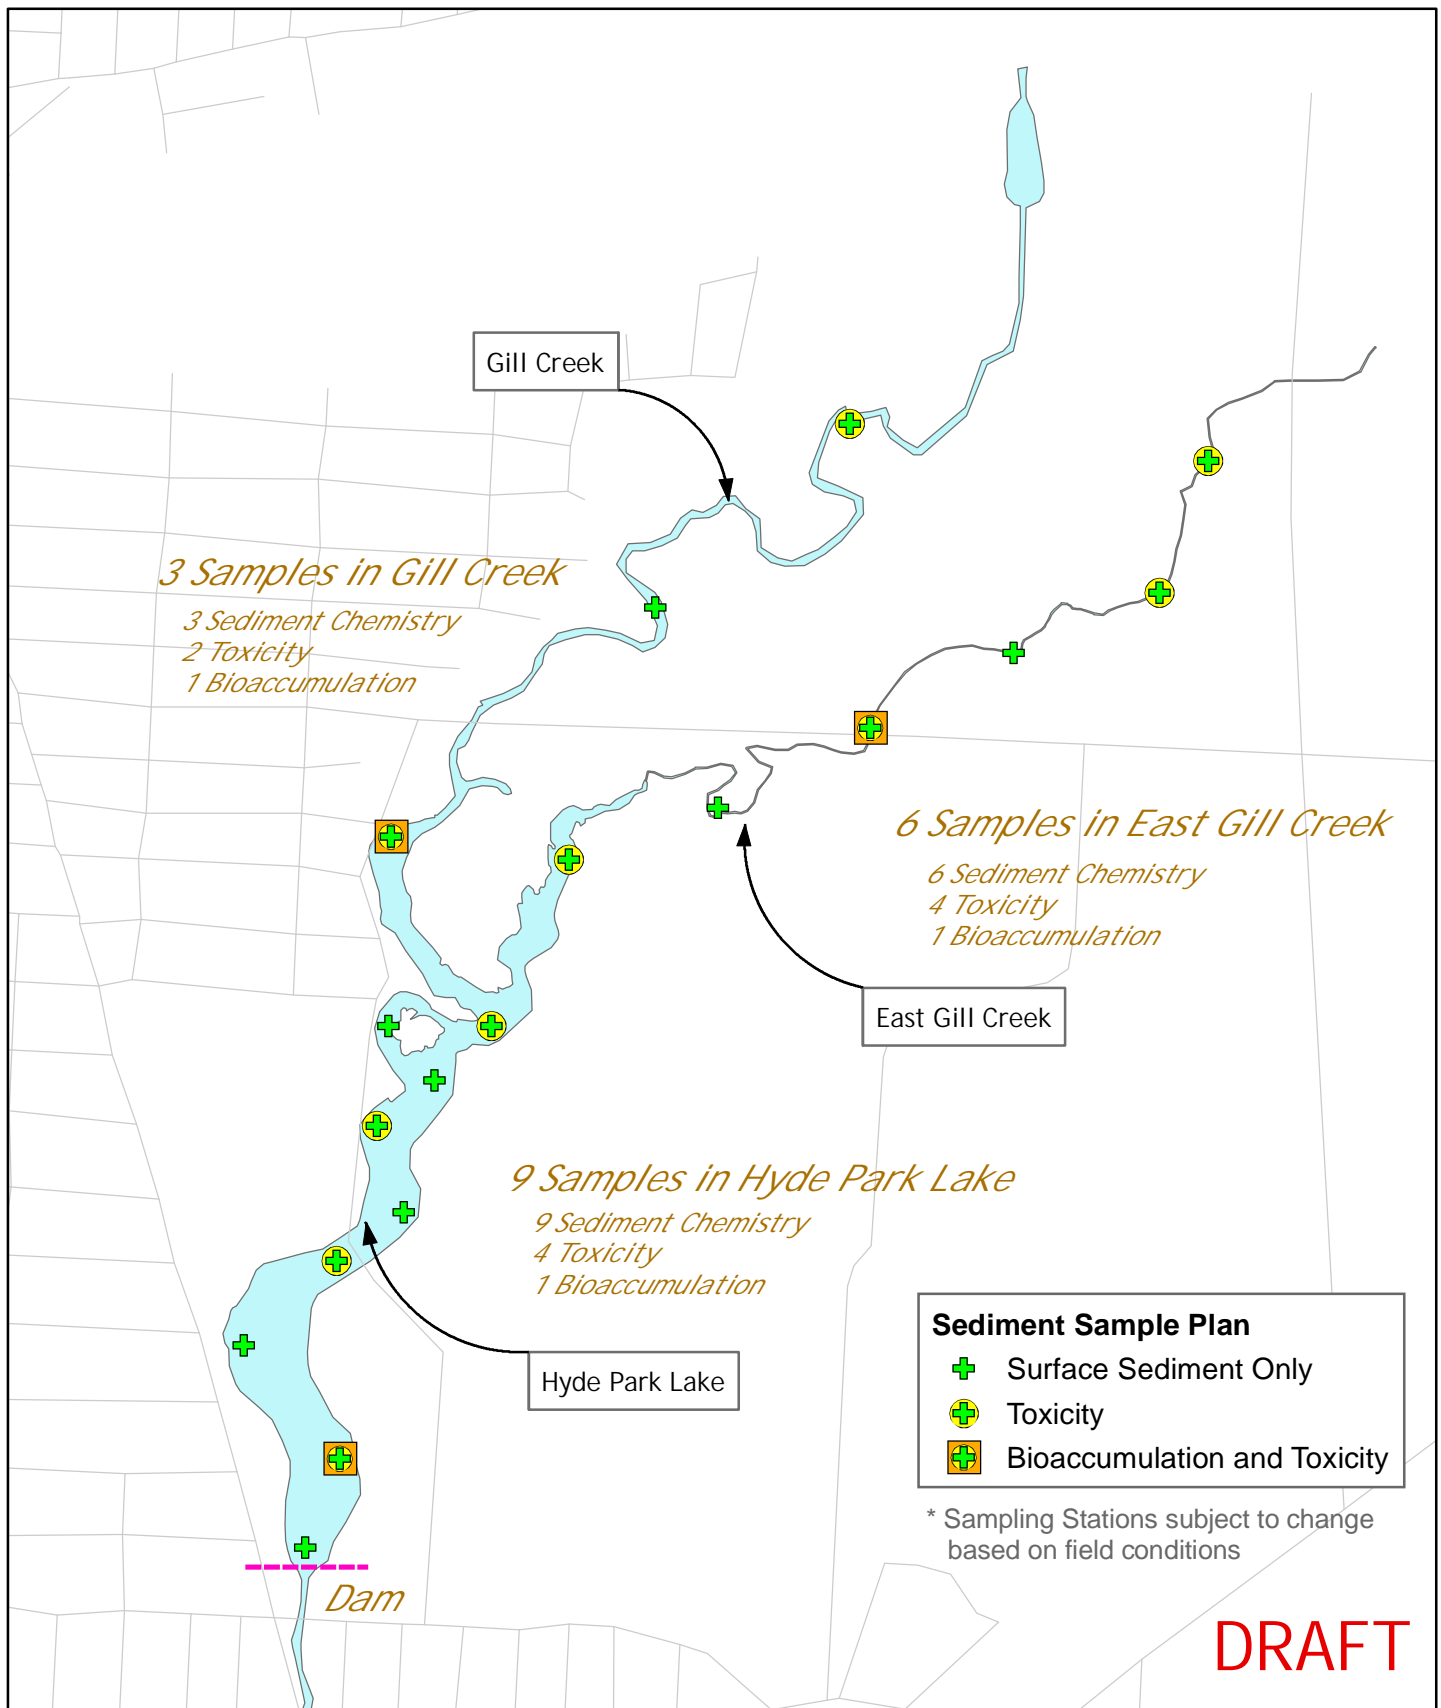 Gill Creek
3 Samples in Gill Creek
3 Sediment Chemistry
2 Toxicity
1 Bioaccumulation
6 Samples in East Gill Creek
6 Sediment Chemistry
4 Toxicity
1 Bioaccumulation
East Gill Creek
9 Samples in Hyde Park Lake
9 Sediment Chemistry
4 Toxicity
1 Bioaccumulation
Hyde Park Lake
Sediment Sample Plan
Surface Sediment Only
Toxicity
Bioaccumulation and Toxicity
* Sampling Stations subject to change
based on field conditions
Dam
DRAFT